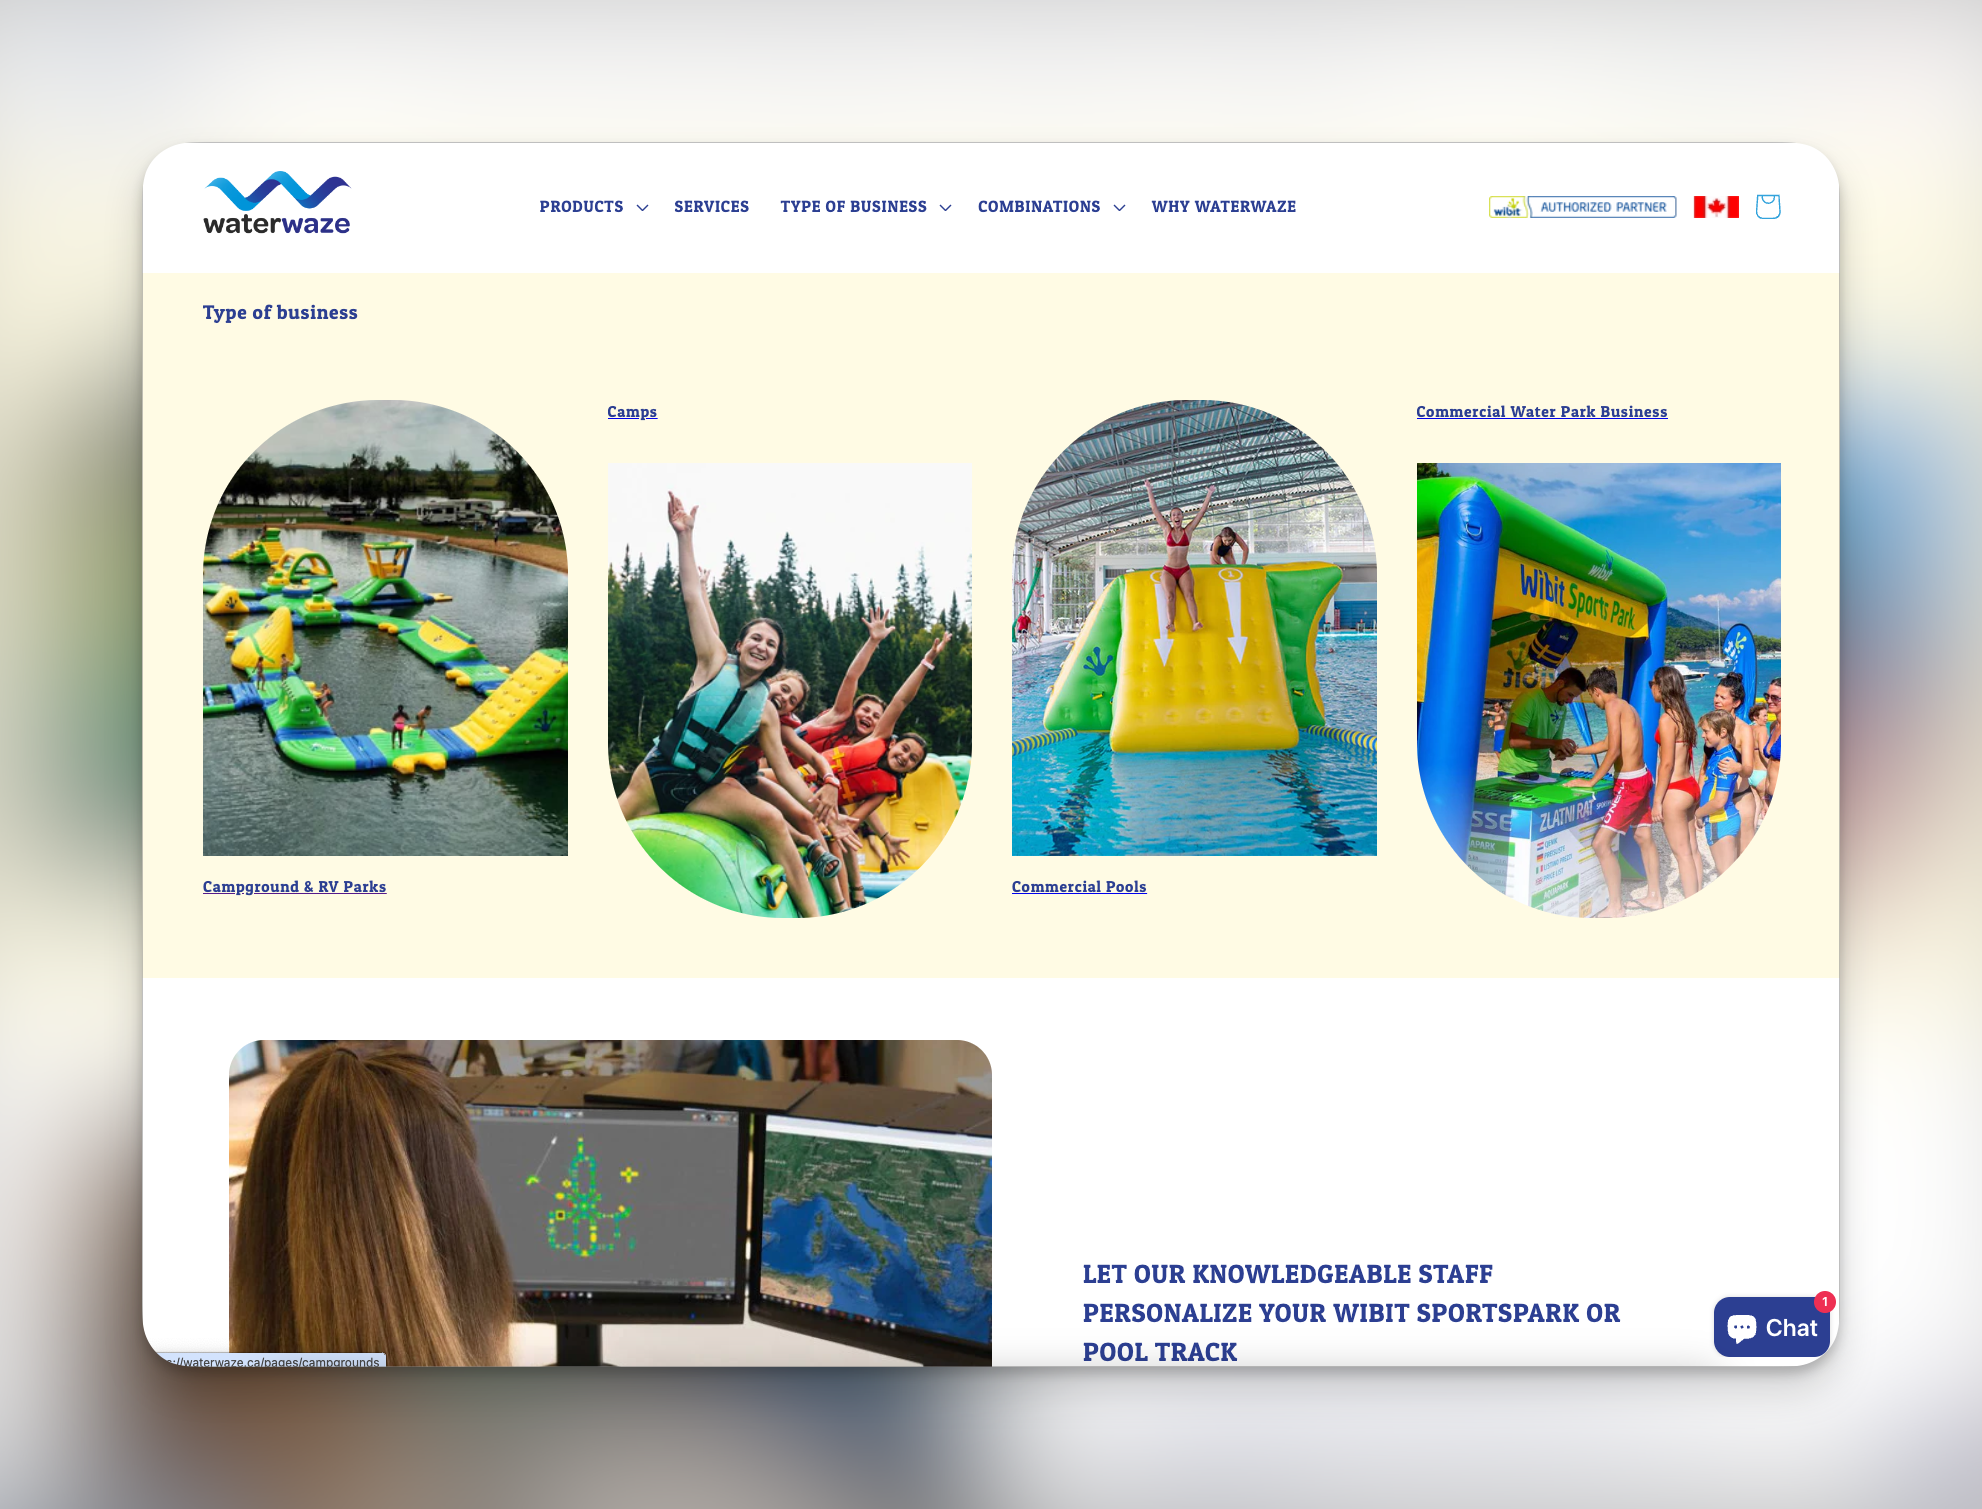 waterwaze
PRODUCTS
SERVICES
TYPE OF BUSINESS
COMBINATIONS
WHY WATERWAZE
wibit AUTHORIZED PARTNER
Type of business
Camps
Commercial Water Park Business
wibit
Wibit Sports Park
ZLATNI RAT
Campground & RV Parks
Commercial Pools
LET OUR KNOWLEDGEABLE STAFF
PERSONALIZE YOUR WIBIT SPORTSPARK OR
POOL TRACK
1
Chat
://waterwaze.ca/pages/campgrounds